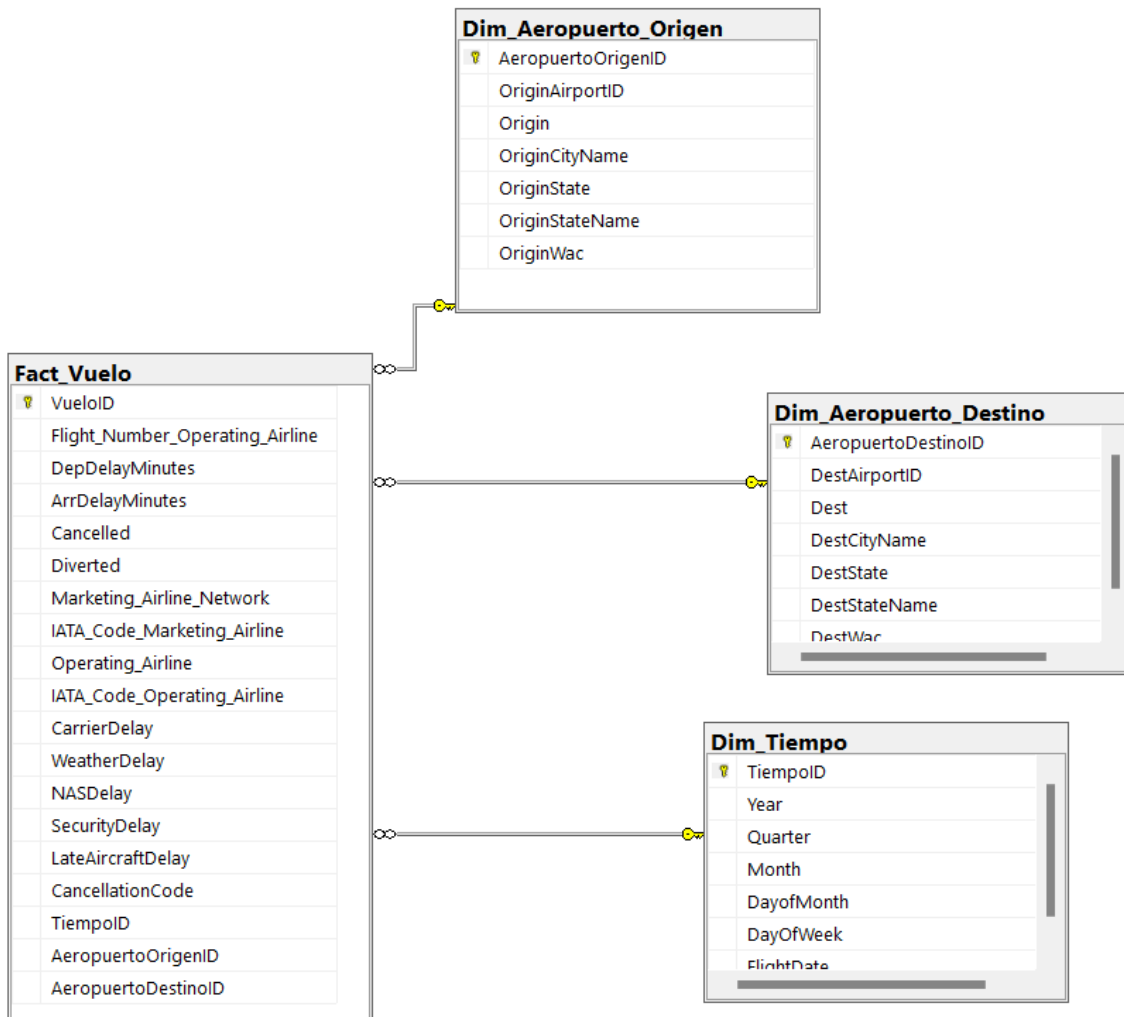 Dim_Aeropuerto_Origen
AeropuertoOrigenID
OriginAirportID
Origin
OriginCityName
OriginState
OriginStateName
OriginWac
Fact_Vuelo
VueloID
Flight_Number_Operating_Airline
DepDelayMinutes
ArrDelayMinutes
Cancelled
Diverted
Marketing_Airline_Network
IATA_Code_Marketing_Airline
Operating_Airline
IATA_Code_Operating_Airline
CarrierDelay
WeatherDelay
NASDelay
SecurityDelay
LateAircraftDelay
CancellationCode
TiempoID
AeropuertoOrigenID
AeropuertoDestinoID
Dim_Aeropuerto_Destino
AeropuertoDestinoID
DestAirportID
Dest
DestCityName
DestState
DestStateName
DestWac
Dim_Tiempo
TiempoID
Year
Quarter
Month
DayofMonth
DayOfWeek
FlightDate